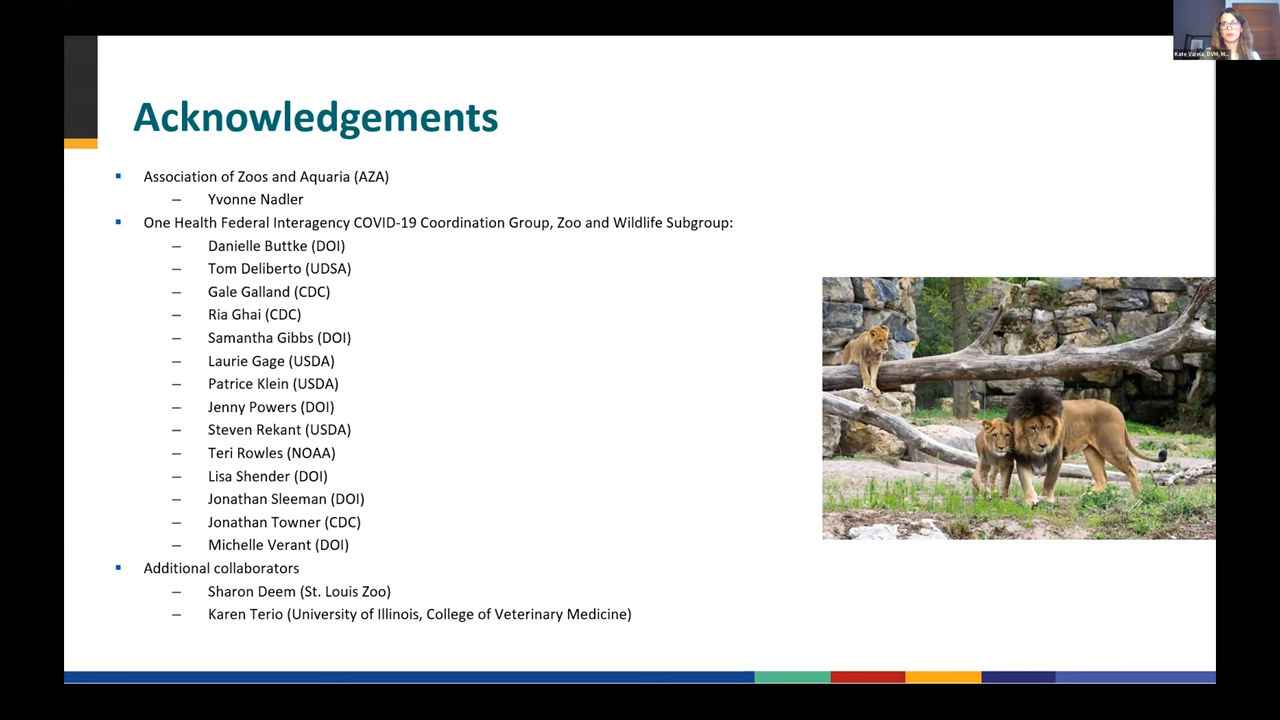 Kate Varela, DVM, M...
Acknowledgements
▪ Association of Zoos and Aquaria (AZA)
– Yvonne Nadler
▪ One Health Federal Interagency COVID-19 Coordination Group, Zoo and Wildlife Subgroup:
– Danielle Buttke (DOI)
– Tom Deliberto (UDSA)
– Gale Galland (CDC)
– Ria Ghai (CDC)
– Samantha Gibbs (DOI)
– Laurie Gage (USDA)
– Patrice Klein (USDA)
– Jenny Powers (DOI)
– Steven Rekant (USDA)
– Teri Rowles (NOAA)
– Lisa Shender (DOI)
– Jonathan Sleeman (DOI)
– Jonathan Towner (CDC)
– Michelle Verant (DOI)
▪ Additional collaborators
– Sharon Deem (St. Louis Zoo)
– Karen Terio (University of Illinois, College of Veterinary Medicine)